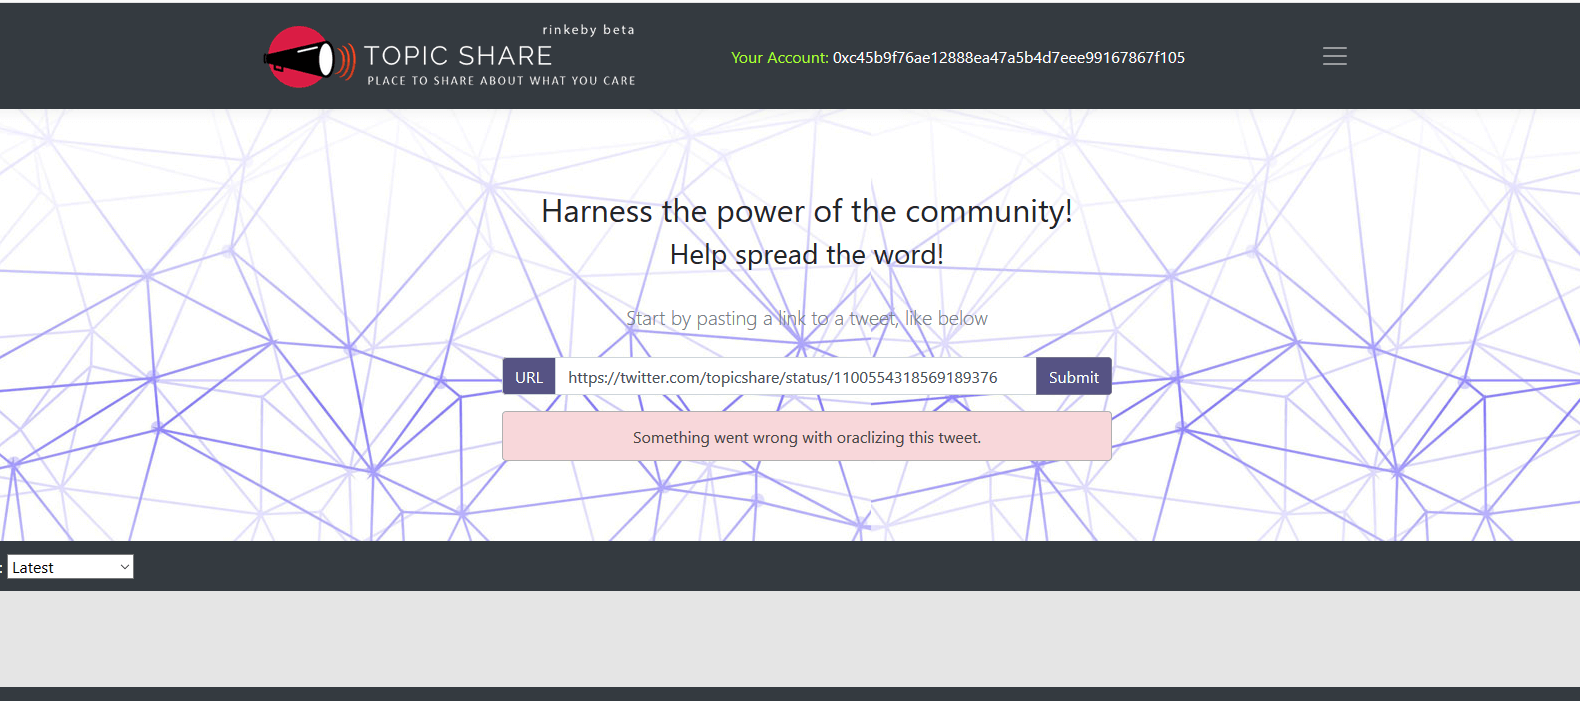 rinkeby beta
TOPIC SHARE
PLACE TO SHARE ABOUT WHAT YOU CARE
Your Account: 0xc45b9f76ae12888ea47a5b4d7eee99167867f105
Harness the power of the community!
Help spread the word!
Start by pasting a link to a tweet, like below
URL https://twitter.com/topicshare/status/1100554318569189376 Submit
Something went wrong with oraclizing this tweet.
: Latest